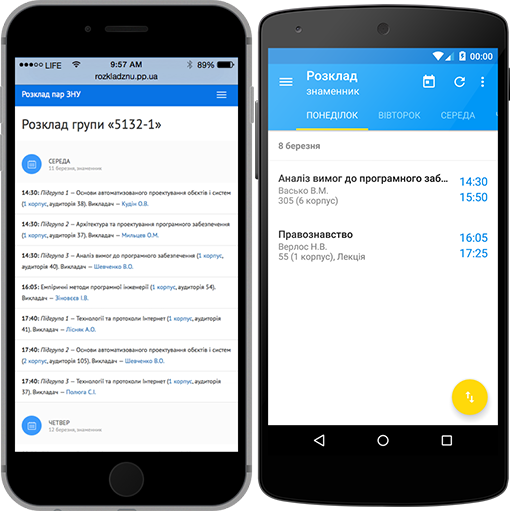 LIFE 9:57 AM 89%
rozkladznu.pp.ua
Розклад пар ЗНУ
Розклад групи «5132-1»
СЕРЕДА
11 березня, знаменник
14:30: Підгрупа 1 — Основи автоматизованого проектування обєктів і систем
(1 корпус, аудиторія 38). Викладач — Кудін О.В.
14:30: Підгрупа 2 — Архітектура та проектування програмного забезпечення
(1 корпус, аудиторія 37). Викладач — Мильцев О.М.
14:30: Підгрупа 3 — Аналіз вимог до програмного забезпечення (1 корпус,
аудиторія 40). Викладач — Шевченко В.О.
16:05: Емпіричні методи програмної інженерії (1 корпус, аудиторія 54).
Викладач — Зіновєєв І.В.
17:40: Підгрупа 1 — Технології та протоколи Інтернет (1 корпус, аудиторія
41). Викладач — Лісняк А.О.
17:40: Підгрупа 2 — Основи автоматизованого проектування обєктів і систем
(2 корпус, аудиторія 105). Викладач — Шевченко В.О.
17:40: Підгрупа 3 — Технології та протоколи Інтернет (1 корпус, аудиторія
37). Викладач — Полюга С.І.
ЧЕТВЕР
12 березня, знаменник
00:00
Розклад
знаменник
ПОНЕДІЛОК ВІВТОРОК СЕРЕДА
8 березня
Аналіз вимог до програмного заб... 14:30
Васько В.М.
305 (6 корпус) 15:50
Правознавство 16:05
Верлос Н.В.
55 (1 корпус), Лекція 17:25